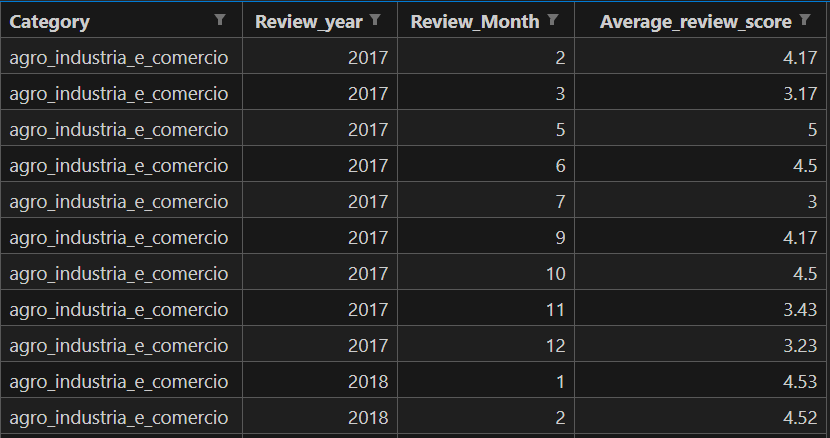 Category Review_year Review_Month Average_review_score
agro_industria_e_comercio 2017 2 4.17
agro_industria_e_comercio 2017 3 3.17
agro_industria_e_comercio 2017 5 5
agro_industria_e_comercio 2017 6 4.5
agro_industria_e_comercio 2017 7 3
agro_industria_e_comercio 2017 9 4.17
agro_industria_e_comercio 2017 10 4.5
agro_industria_e_comercio 2017 11 3.43
agro_industria_e_comercio 2017 12 3.23
agro_industria_e_comercio 2018 1 4.53
agro_industria_e_comercio 2018 2 4.52